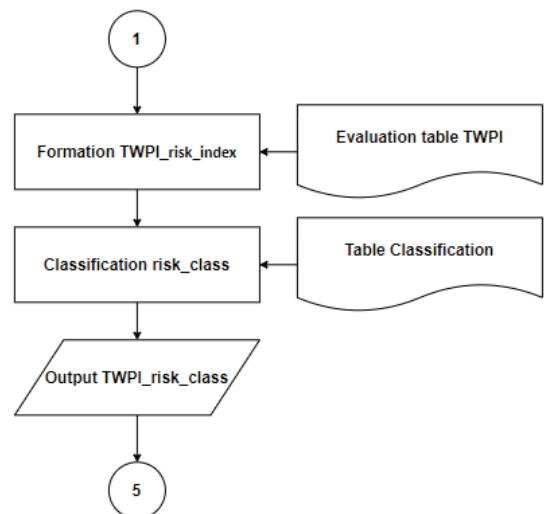 1
Formation TWPI_risk_index
Evaluation table TWPI
Classification risk_class
Table Classification
Output TWPI_risk_class
5